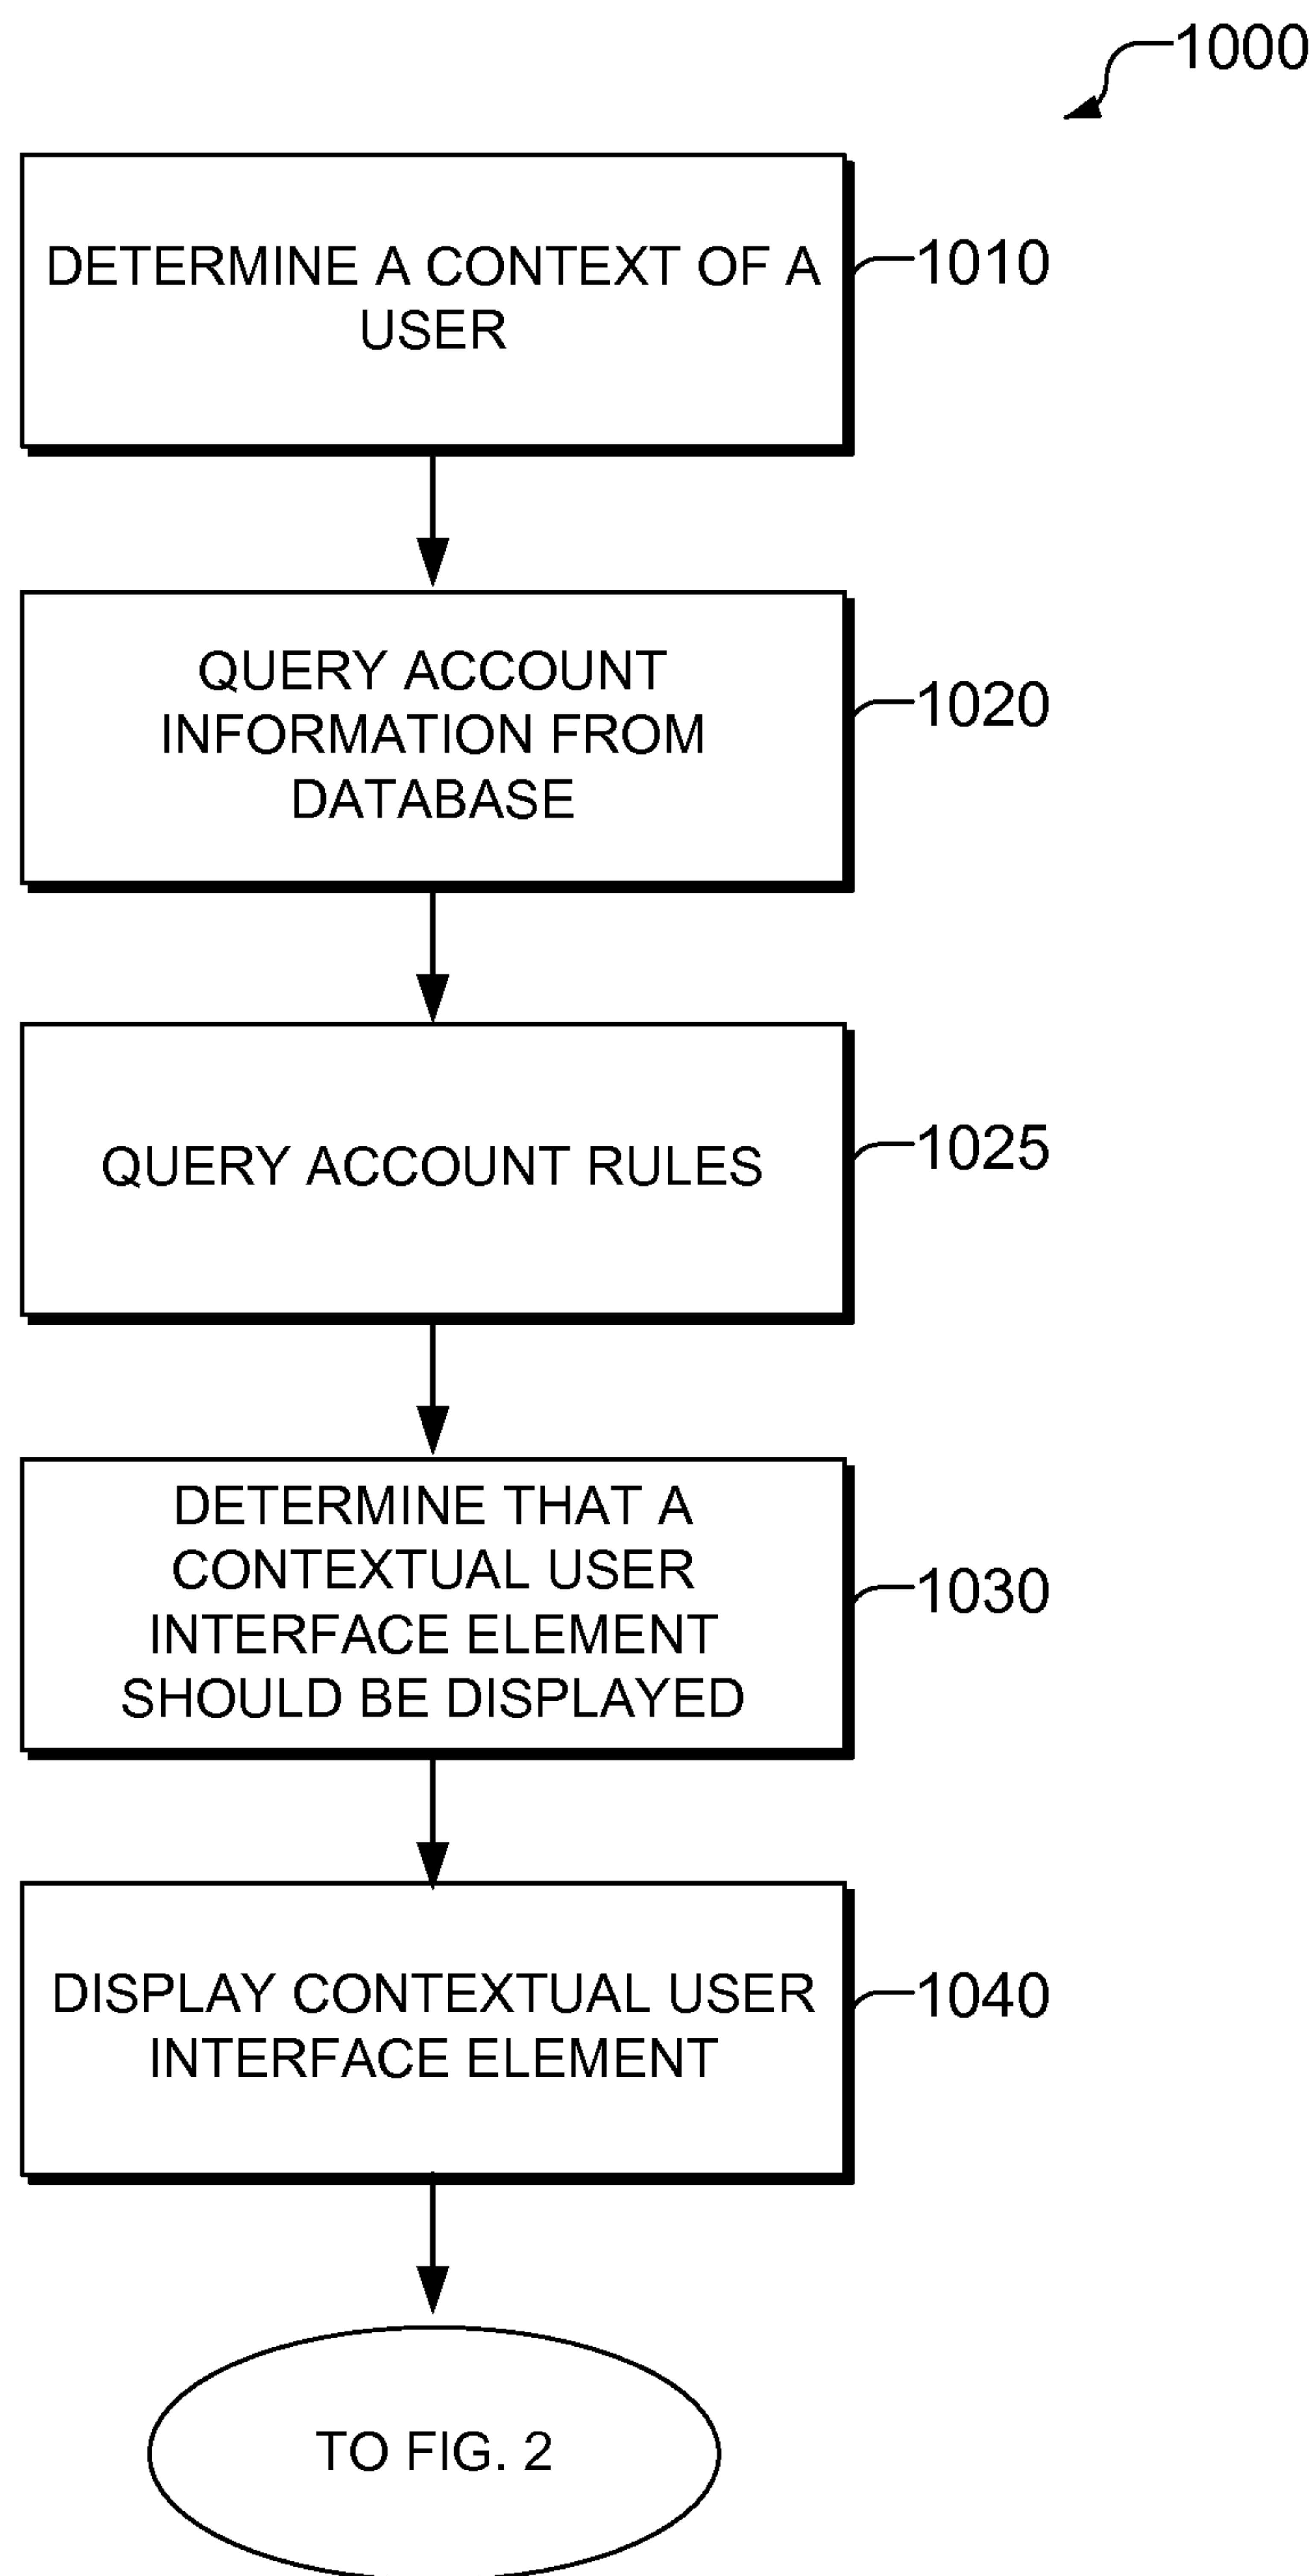 1000
DETERMINE A CONTEXT OF A
USER
1010
QUERY ACCOUNT
INFORMATION FROM
DATABASE
1020
QUERY ACCOUNT RULES
1025
DETERMINE THAT A
CONTEXTUAL USER
INTERFACE ELEMENT
SHOULD BE DISPLAYED
1030
DISPLAY CONTEXTUAL USER
INTERFACE ELEMENT
1040
TO FIG. 2